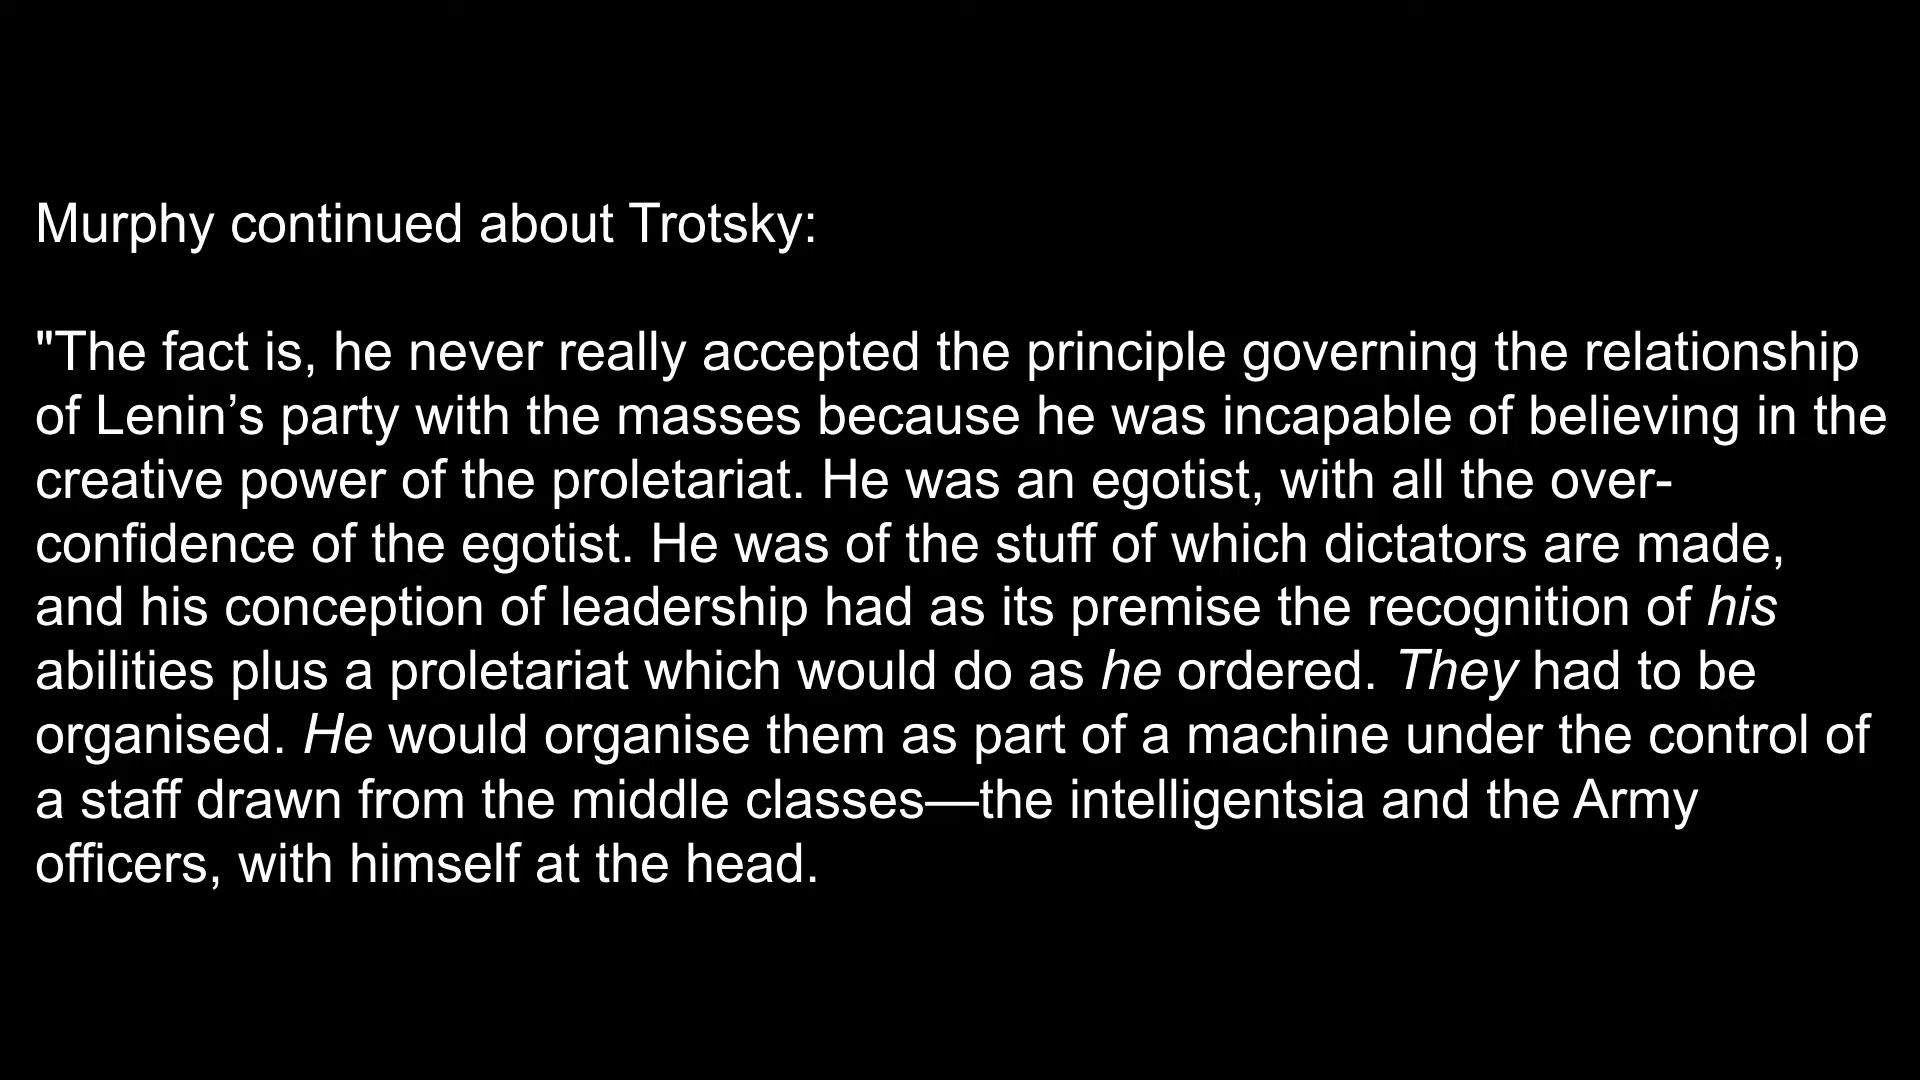 Murphy continued about Trotsky:
"The fact is, he never really accepted the principle governing the relationship
of Lenin’s party with the masses because he was incapable of believing in the
creative power of the proletariat. He was an egotist, with all the over-
confidence of the egotist. He was of the stuff of which dictators are made,
and his conception of leadership had as its premise the recognition of his
abilities plus a proletariat which would do as he ordered. They had to be
organised. He would organise them as part of a machine under the control of
a staff drawn from the middle classes—the intelligentsia and the Army
officers, with himself at the head.